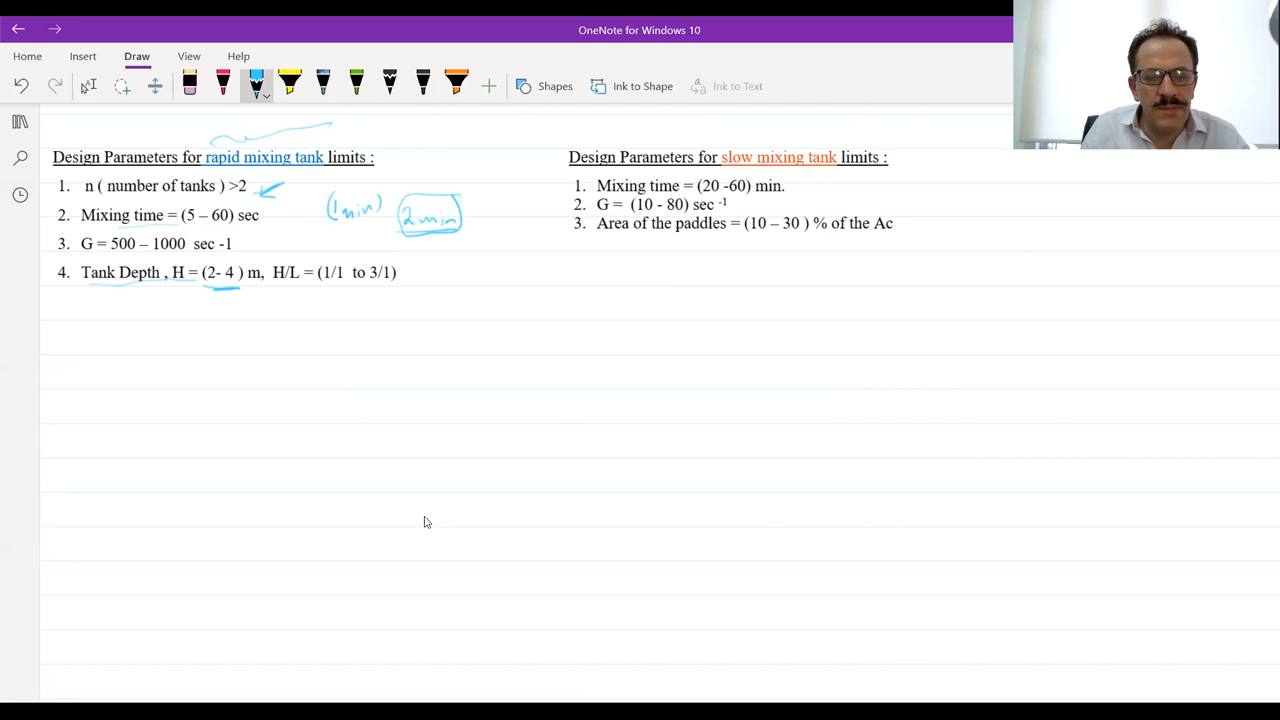 OneNote for Windows 10
Home Insert Draw View Help
Shapes Ink to Shape Ink to Text
Design Parameters for rapid mixing tank limits :
1. n ( number of tanks ) >2
2. Mixing time = (5 – 60) sec
(1 min) 2 min
3. G = 500 – 1000 sec -1
4. Tank Depth , H = (2- 4 ) m, H/L = (1/1 to 3/1)
Design Parameters for slow mixing tank limits :
1. Mixing time = (20 -60) min.
2. G = (10 - 80) sec -1
3. Area of the paddles = (10 – 30 ) % of the Ac